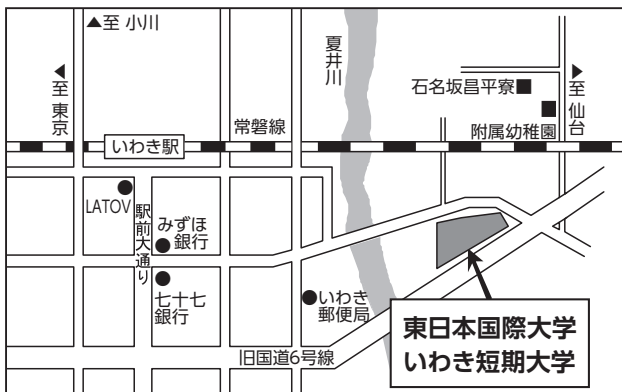 ▲至 小川
夏井川
▲至 東京
石名坂昌平寮■
▲至 仙台
附属幼稚園
常磐線
いわき駅
LATOV
駅前大通り
みずほ
銀行
七十七
銀行
いわき
郵便局
旧国道6号線
東日本国際大学
いわき短期大学